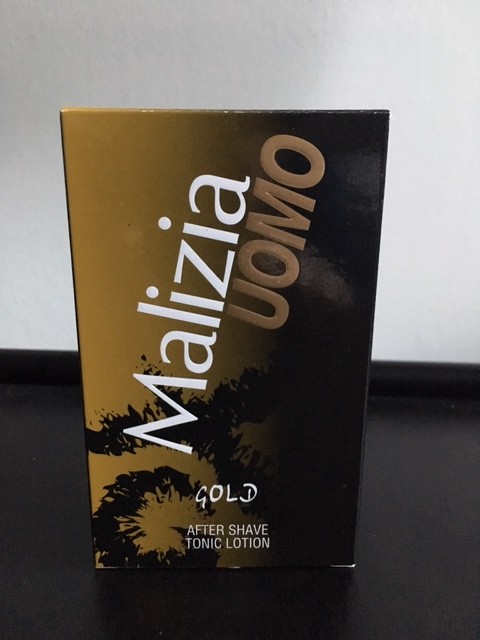 Malizia
UOMO
GOLD
AFTER SHAVE
TONIC LOTION